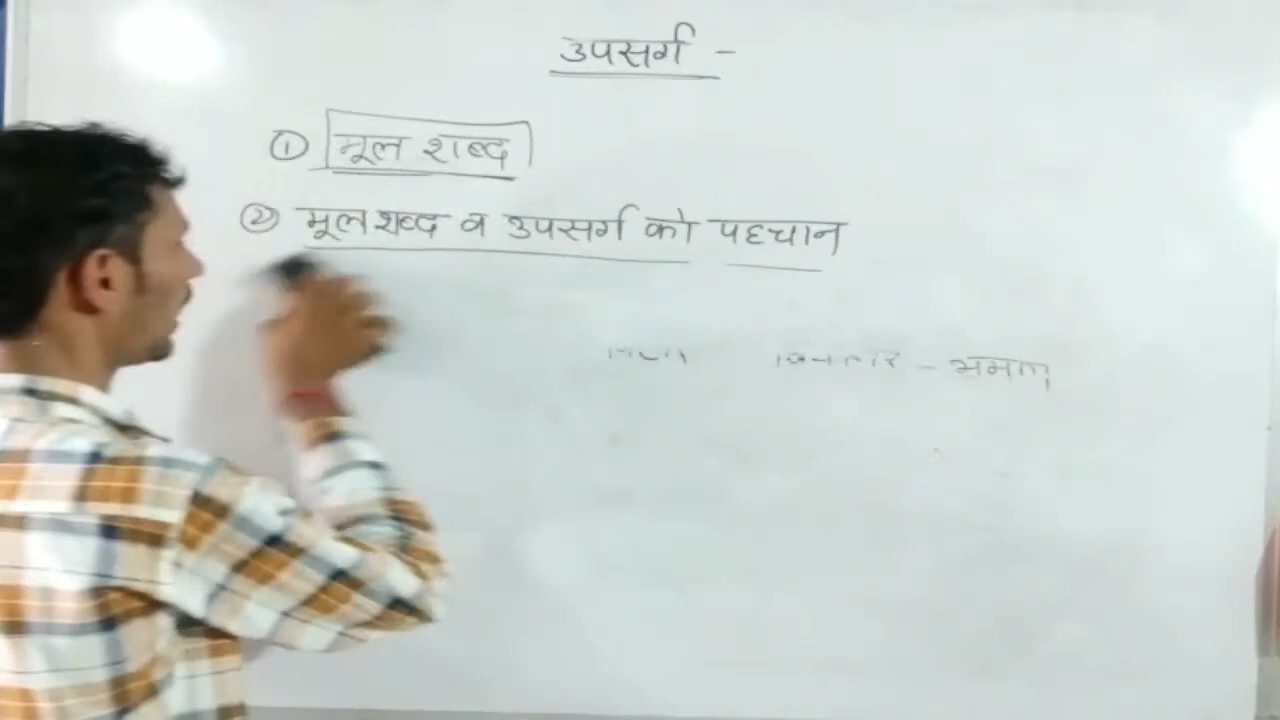 उपसर्ग -
① मूल शब्द
② मूल शब्द व उपसर्ग को पहचान